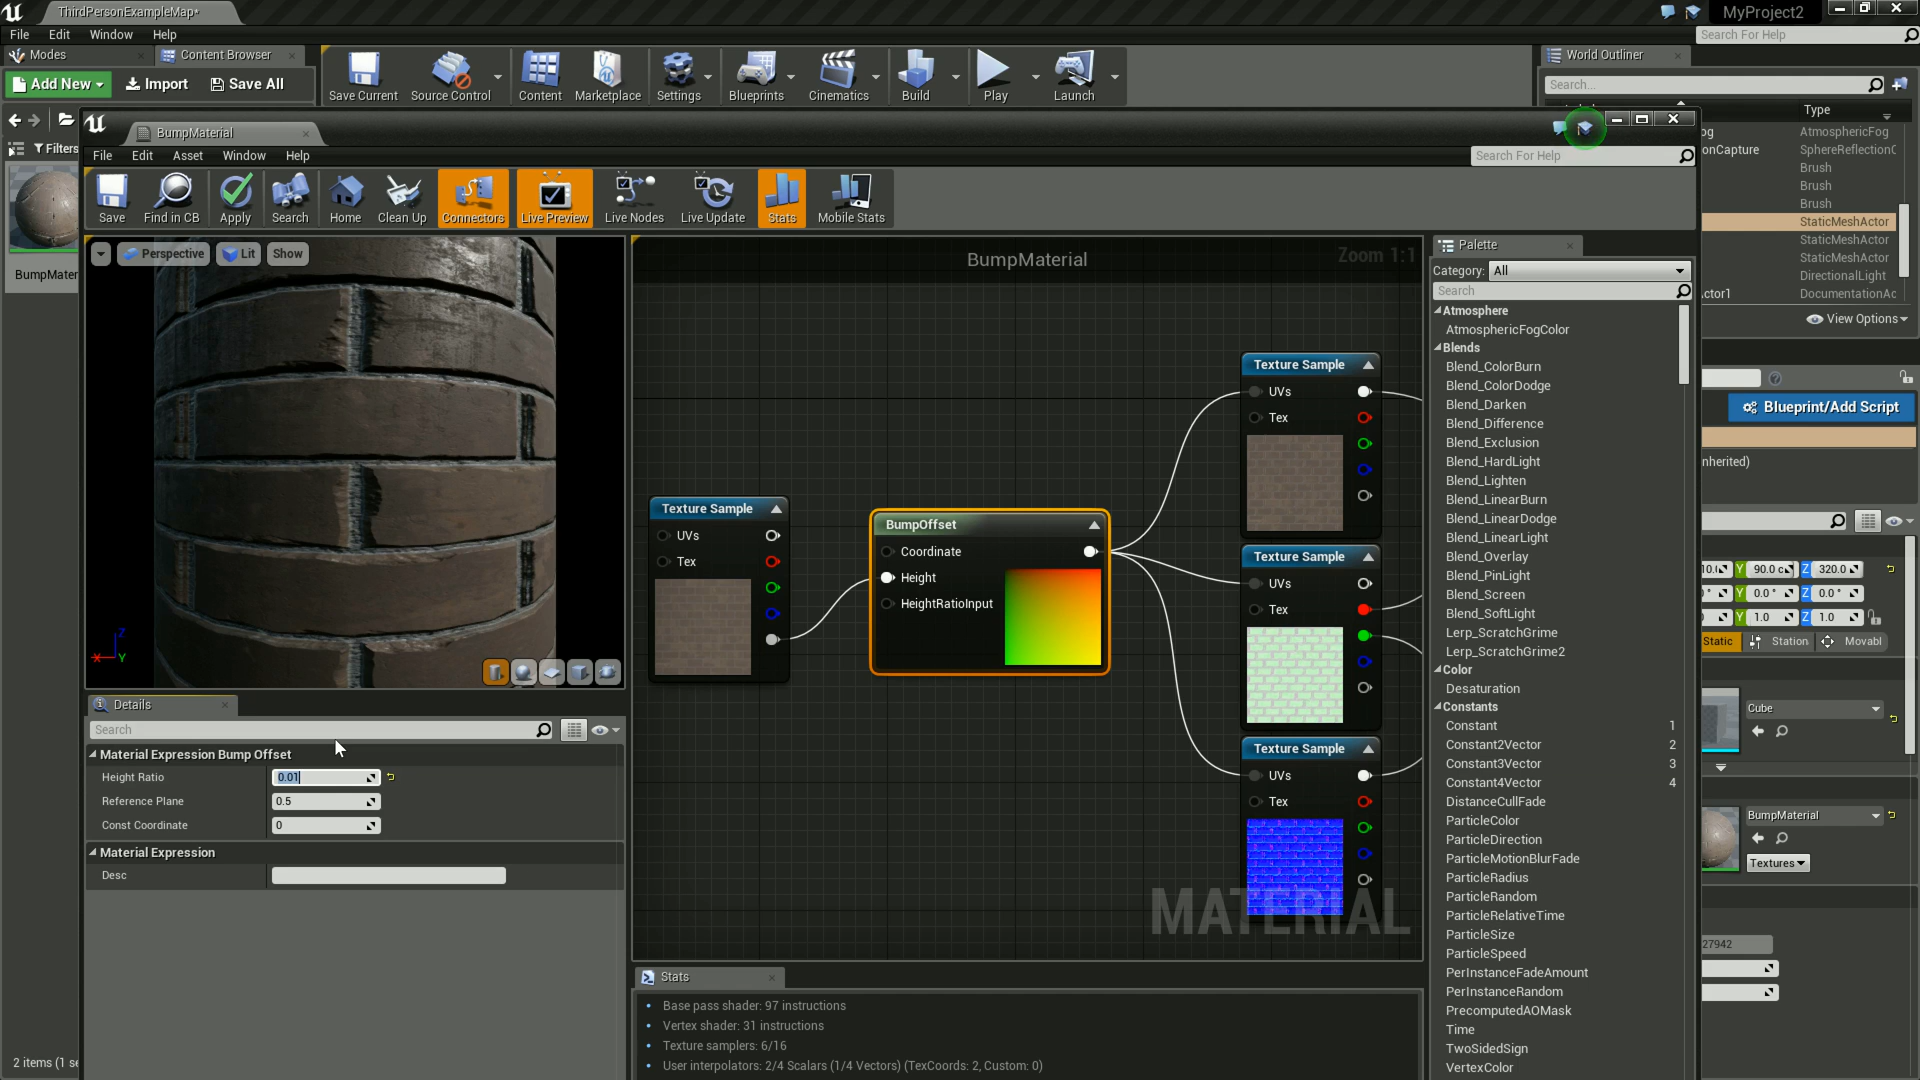 ThirdPersonExampleMap*
MyProject2
File Edit Window Help
Search For Help
Modes
Content Browser
Add New
Import
Save All
Save Current
Source Control
Content
Marketplace
Settings
Blueprints
Cinematics
Build
Play
Launch
World Outliner
Search...
Type
Filters
BumpMater
2 items (1 se
BumpMaterial
File Edit Asset Window Help
Search For Help
Save
Find in CB
Apply
Search
Home
Clean Up
Connectors
Live Preview
Live Nodes
Live Update
Stats
Mobile Stats
Perspective
Lit
Show
Z
X
Y
Details
Search
Material Expression Bump Offset
Height Ratio 0.01
Reference Plane 0.5
Const Coordinate 0
Material Expression
Desc
BumpMaterial
Zoom 1:1
Texture Sample
UVs
Tex
BumpOffset
Coordinate
Height
HeightRatioInput
Texture Sample
UVs
Tex
Texture Sample
UVs
Tex
Texture Sample
UVs
Tex
MATERIAL
Stats
Base pass shader: 97 instructions
Vertex shader: 31 instructions
Texture samplers: 6/16
User interpolators: 2/4 Scalars (1/4 Vectors) (TexCoords: 2, Custom: 0)
Palette
Category: All
Search
Atmosphere
AtmosphericFogColor
Blends
Blend_ColorBurn
Blend_ColorDodge
Blend_Darken
Blend_Difference
Blend_Exclusion
Blend_HardLight
Blend_Lighten
Blend_LinearBurn
Blend_LinearDodge
Blend_LinearLight
Blend_Overlay
Blend_PinLight
Blend_Screen
Blend_SoftLight
Lerp_ScratchGrime
Lerp_ScratchGrime2
Color
Desaturation
Constants
Constant 1
Constant2Vector 2
Constant3Vector 3
Constant4Vector 4
DistanceCullFade
ParticleColor
ParticleDirection
ParticleMotionBlurFade
ParticleRadius
ParticleRandom
ParticleRelativeTime
ParticleSize
ParticleSpeed
PerInstanceFadeAmount
PerInstanceRandom
PrecomputedAOMask
Time
TwoSidedSign
VertexColor
og AtmosphericFog
onCapture SphereReflectionC
Brush
Brush
Brush
StaticMeshActor
StaticMeshActor
StaticMeshActor
DirectionalLight
ctor1 DocumentationAc
View Options
Blueprint/Add Script
nherited)
10.0 Y 90.0 c Z 320.0
° Y 0.0 ° Z 0.0 °
Y 1.0 Z 1.0
Static Station Movabl
Cube
BumpMaterial
Textures
27942